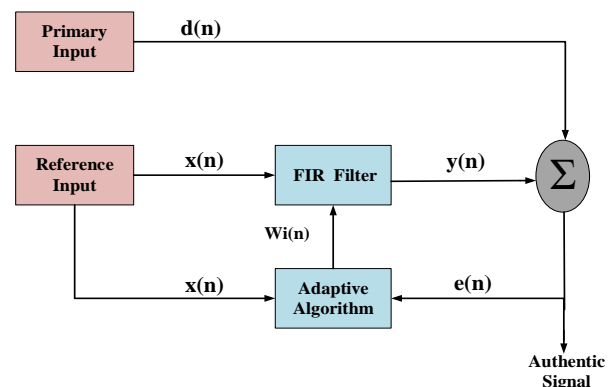 Primary
Input
d(n)
Reference
Input
x(n)
FIR Filter
y(n)
Σ
Wi(n)
x(n)
Adaptive
Algorithm
e(n)
Authentic
Signal